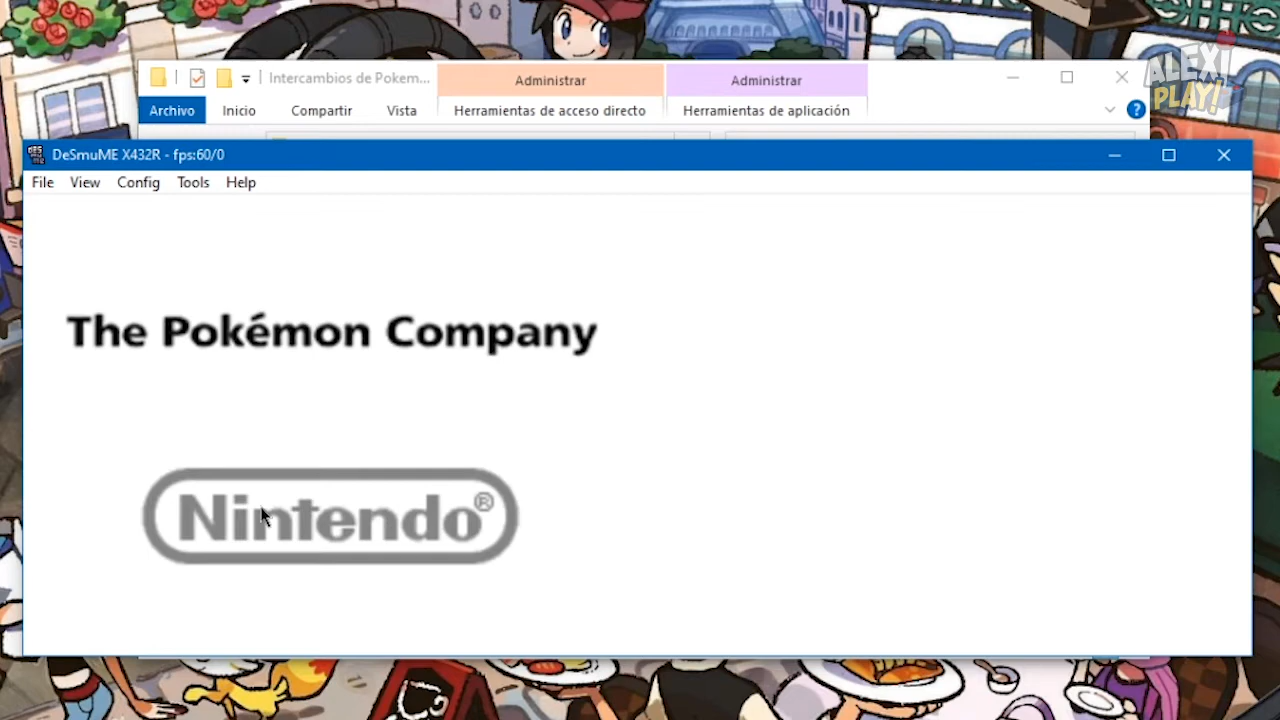 ALEXI
PLAY!
Intercambios de Pokem...
Administrar
Administrar
Archivo
Inicio
Compartir
Vista
Herramientas de acceso directo
Herramientas de aplicación
?
DeSmuME X432R - fps:60/0
File
View
Config
Tools
Help
The Pokémon Company
Nintendo®